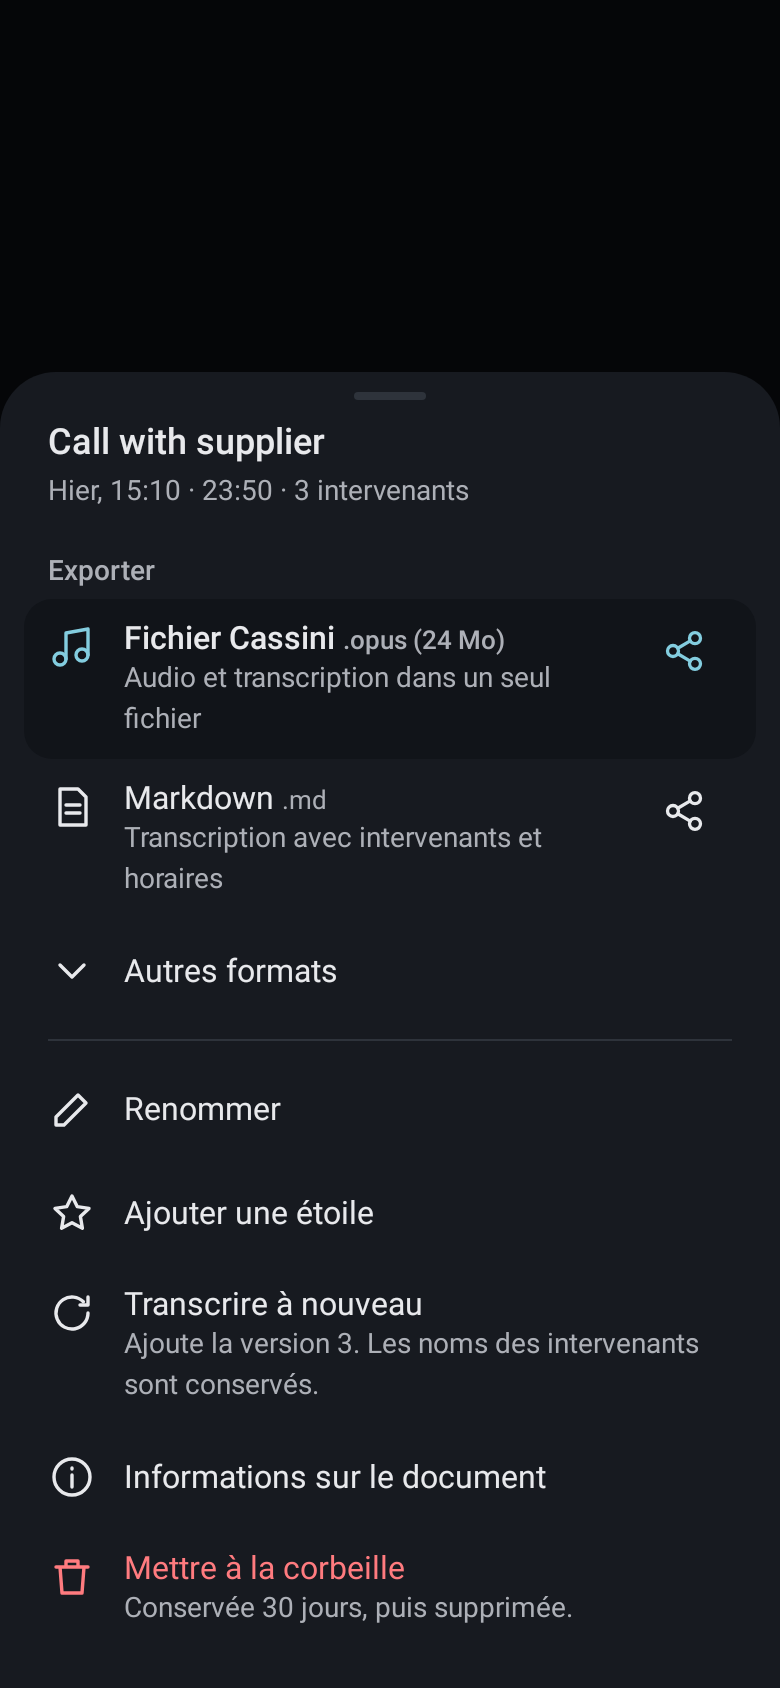 Call with supplier
Hier, 15:10 · 23:50 · 3 intervenants
Exporter
Fichier Cassini .opus (24 Mo)
Audio et transcription dans un seul
fichier
Markdown .md
Transcription avec intervenants et
horaires
Autres formats
Renommer
Ajouter une étoile
Transcrire à nouveau
Ajoute la version 3. Les noms des intervenants
sont conservés.
Informations sur le document
Mettre à la corbeille
Conservée 30 jours, puis supprimée.